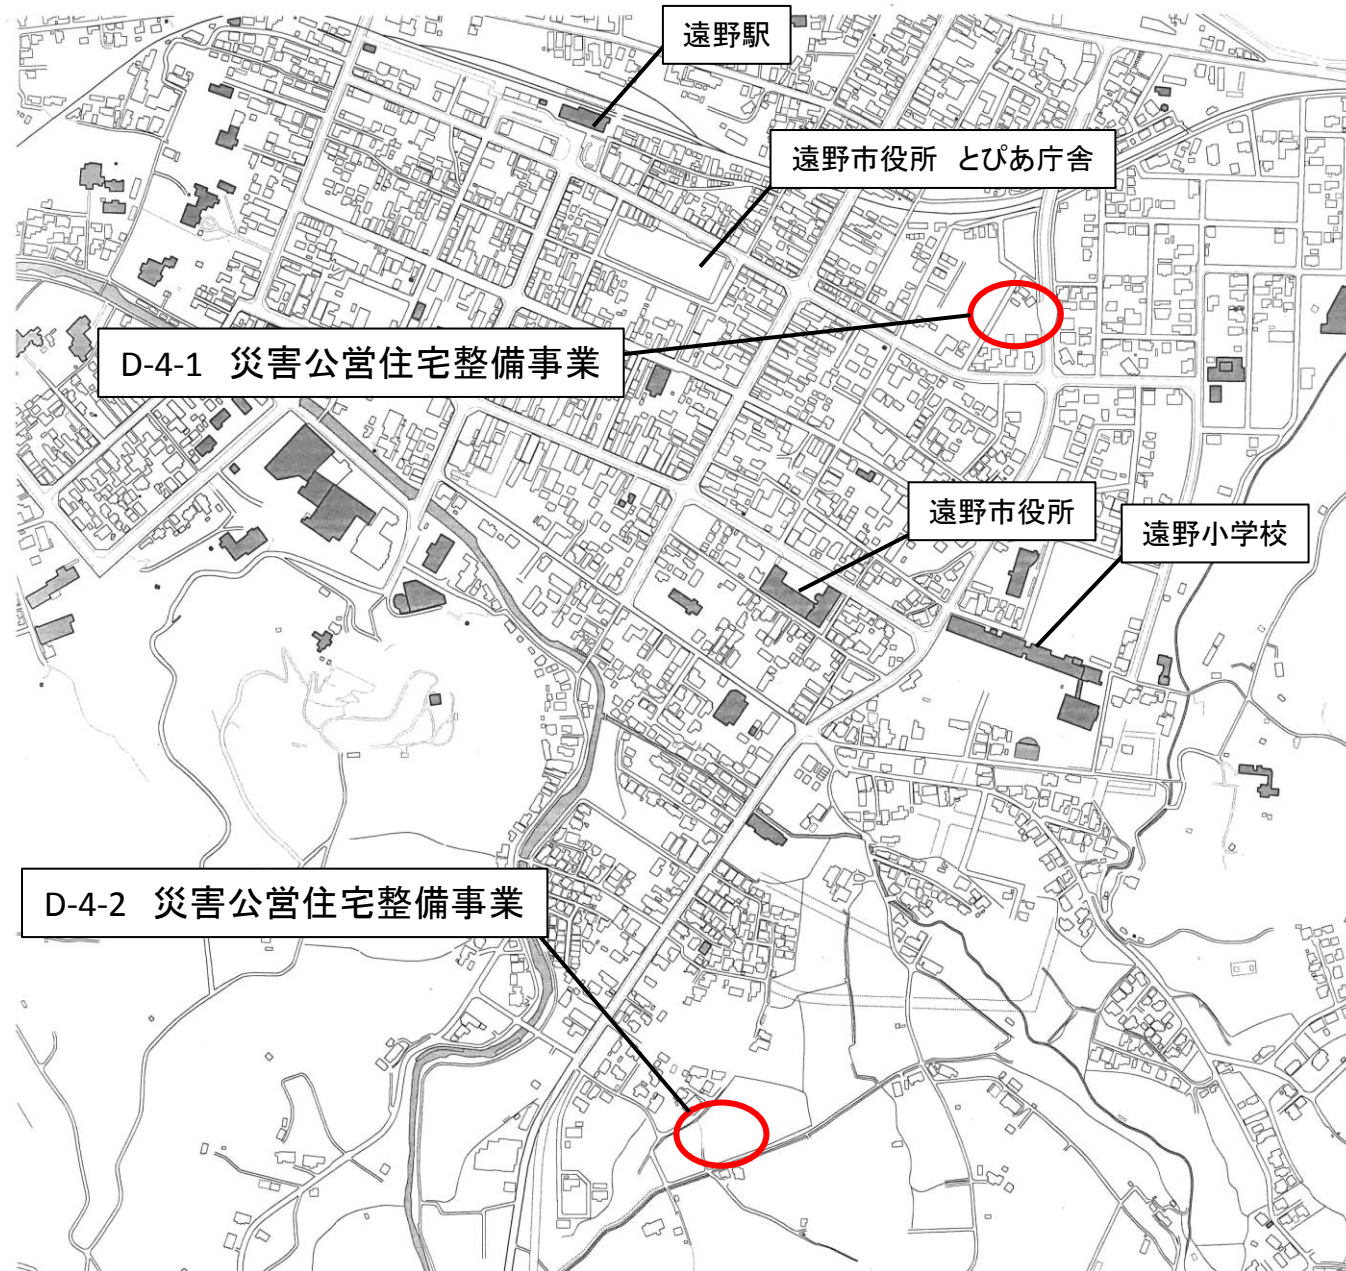 遠野駅
遠野市役所　とぴあ庁舎
D-4-1　災害公営住宅整備事業
遠野市役所
遠野小学校
D-4-2　災害公営住宅整備事業